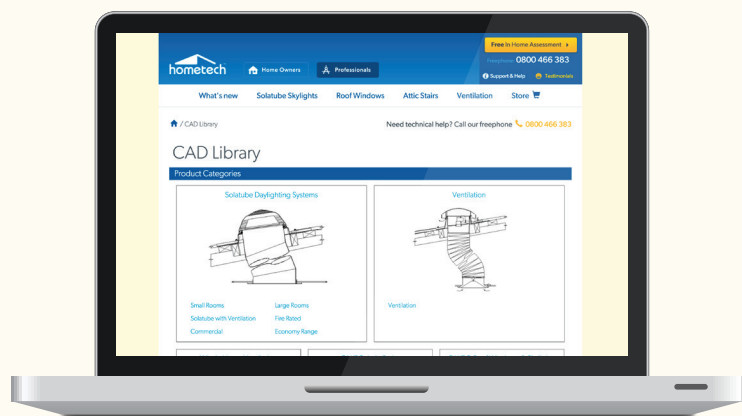 Free In Home Assessment ›
hometech
Home Owners
Professionals
Freephone 0800 466 383
Support & Help
Testimonials
What's new
Solatube Skylights
Roof Windows
Attic Stairs
Ventilation
Store
/ CAD Library
Need technical help? Call our freephone 0800 466 383
CAD Library
Product Categories
Solatube Daylighting Systems
Small Rooms
Large Rooms
Solatube with Ventilation
Fire Rated
Commercial
Economy Range
Ventilation
Ventilation